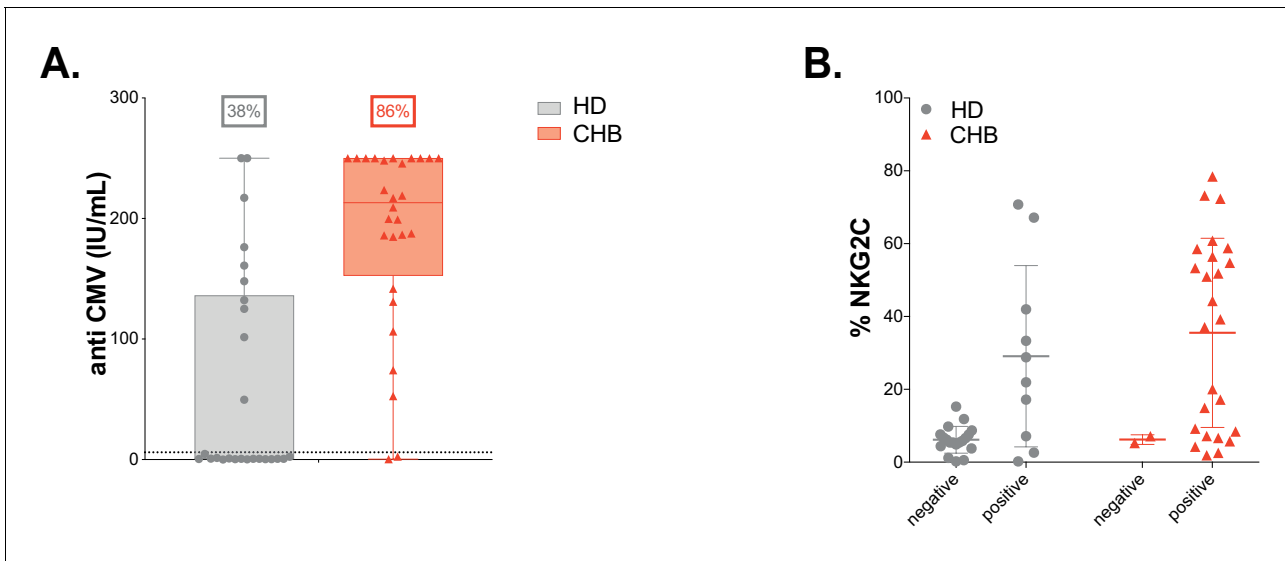 A.
300
200
100
0
anti CMV (IU/mL)
38%
86%
HD
CHB
B.
100
80
60
40
20
0
% NKG2C
HD
CHB
negative
positive
negative
positive